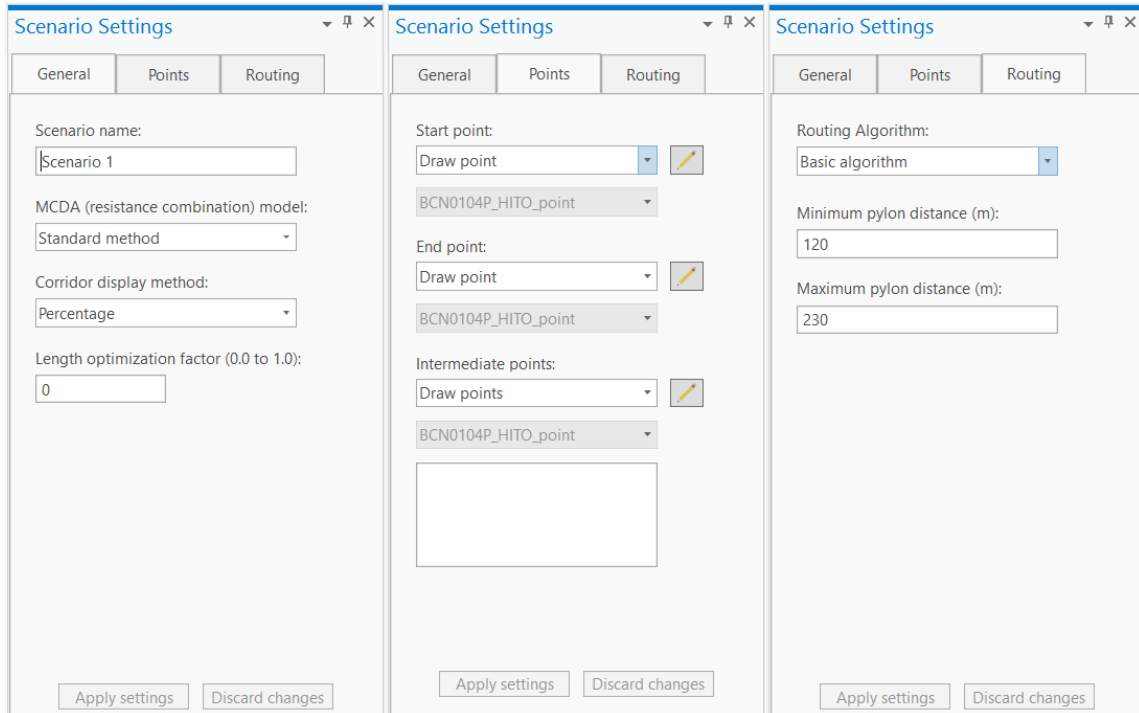 Scenario Settings
General
Points
Routing
Scenario name:
Scenario 1
MCDA (resistance combination) model:
Standard method
Corridor display method:
Percentage
Length optimization factor (0.0 to 1.0):
0
Apply settings
Discard changes
Scenario Settings
General
Points
Routing
Start point:
Draw point
BCN0104P_HITO_point
End point:
Draw point
BCN0104P_HITO_point
Intermediate points:
Draw points
BCN0104P_HITO_point
Apply settings
Discard changes
Scenario Settings
General
Points
Routing
Routing Algorithm:
Basic algorithm
Minimum pylon distance (m):
120
Maximum pylon distance (m):
230
Apply settings
Discard changes